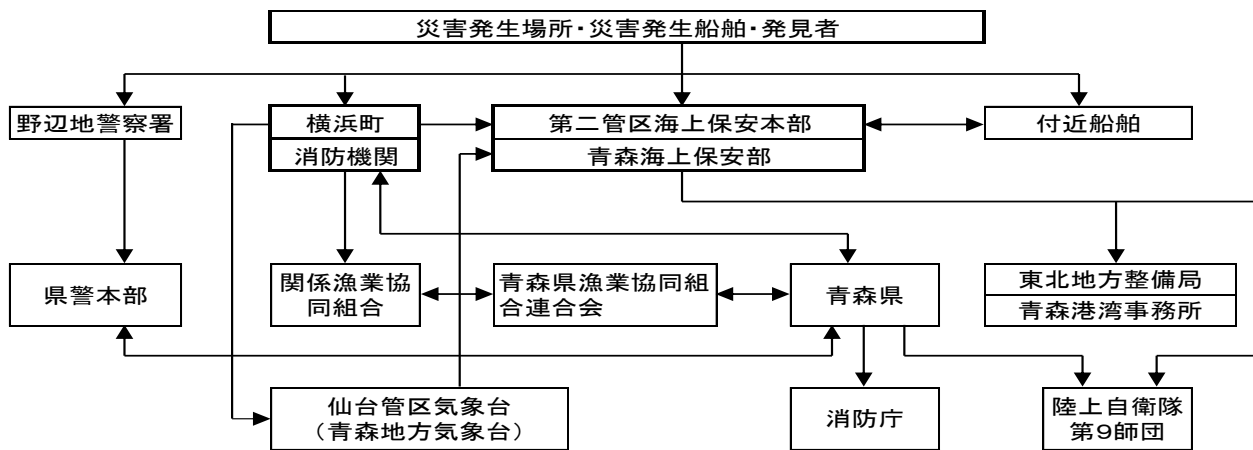 災害発生場所・災害発生船舶・発見者
野辺地警察署
横浜町
消防機関
第二管区海上保安本部
青森海上保安部
付近船舶
県警本部
関係漁業協
同組合
青森県漁業協同組
合連合会
青森県
東北地方整備局
青森港湾事務所
仙台管区気象台
（青森地方気象台）
消防庁
陸上自衛隊
第９師団